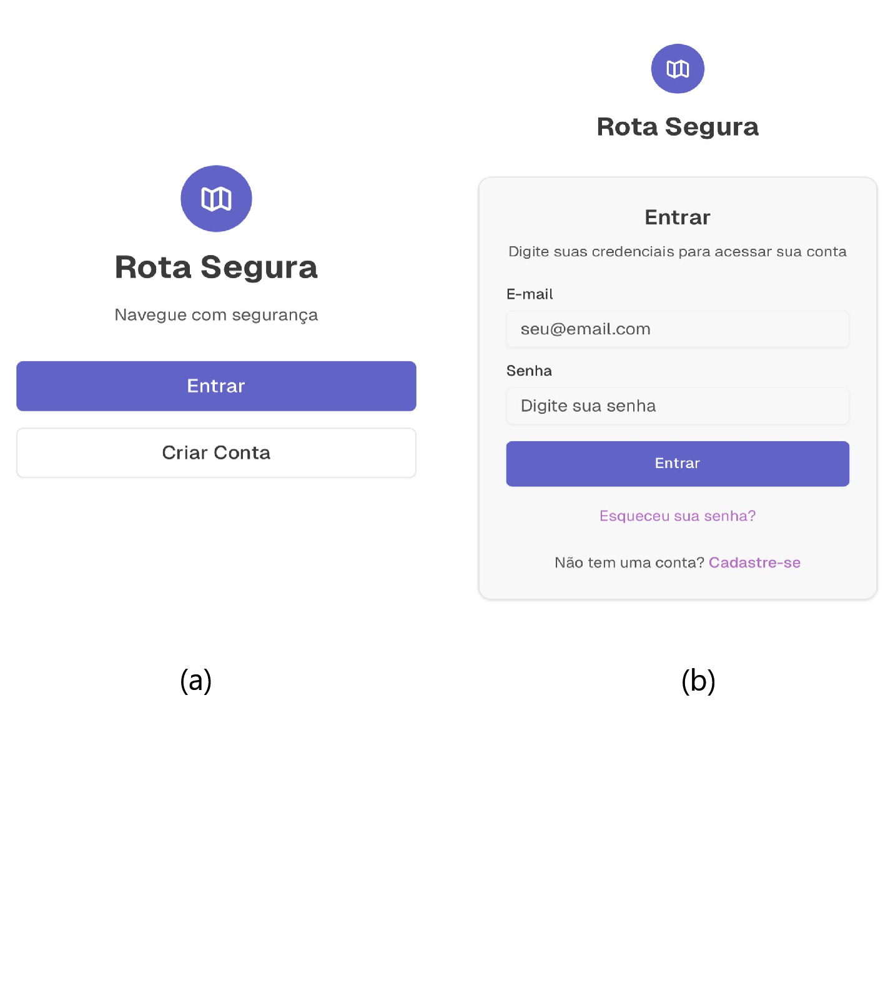 Rota Segura
Navegue com segurança
Entrar
Criar Conta
(a)
Rota Segura
Entrar
Digite suas credenciais para acessar sua conta
E-mail
seu@email.com
Senha
Digite sua senha
Entrar
Esqueceu sua senha?
Não tem uma conta? Cadastre-se
(b)